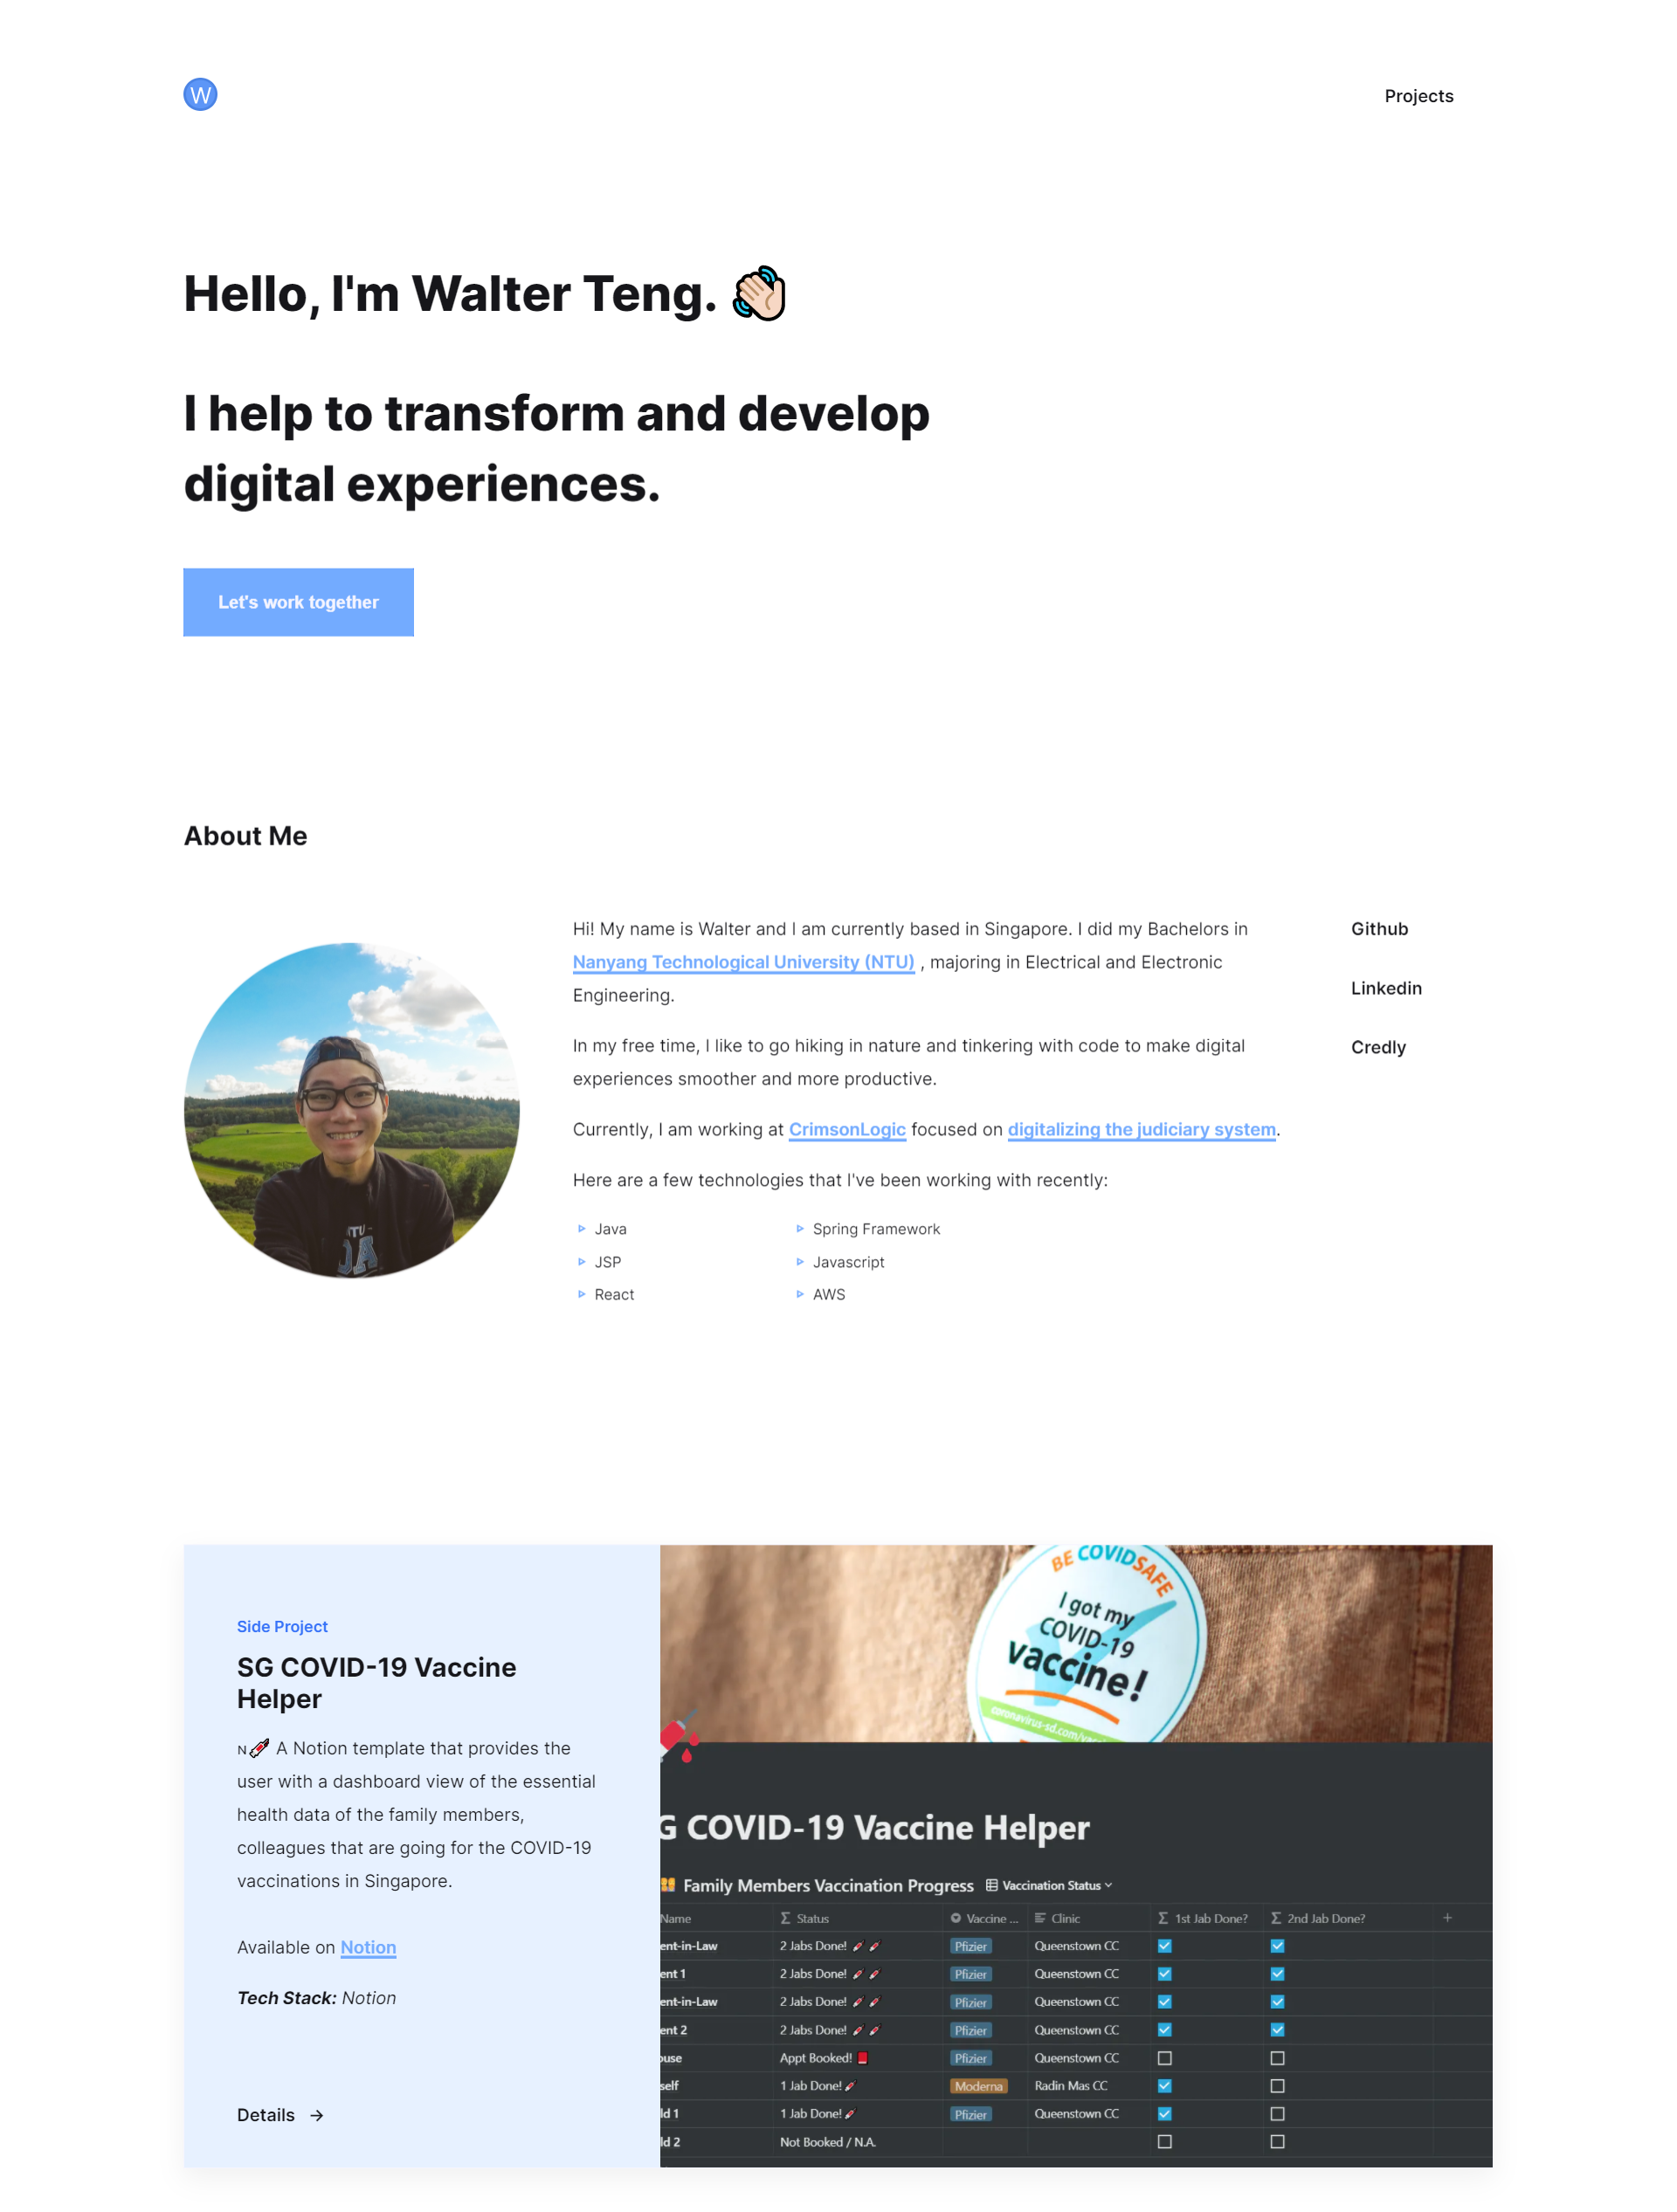 W
Projects
Hello, I'm Walter Teng. 👋🏻
I help to transform and develop
digital experiences.
Let's work together
About Me
Hi! My name is Walter and I am currently based in Singapore. I did my Bachelors in
Nanyang Technological University (NTU) , majoring in Electrical and Electronic
Engineering.
In my free time, I like to go hiking in nature and tinkering with code to make digital
experiences smoother and more productive.
Currently, I am working at CrimsonLogic focused on digitalizing the judiciary system.
Here are a few technologies that I've been working with recently:
Java
Spring Framework
JSP
Javascript
React
AWS
Github
Linkedin
Credly
Side Project
SG COVID-19 Vaccine
Helper
N🚀 A Notion template that provides the
user with a dashboard view of the essential
health data of the family members,
colleagues that are going for the COVID-19
vaccinations in Singapore.
Available on Notion
Tech Stack: Notion
Details →
BE COVIDSAFE
I got my
COVID-19
vaccine!
G COVID-19 Vaccine Helper
Family Members Vaccination Progress Vaccination Status
Name Σ Status Vaccine ... Clinic Σ 1st Jab Done? Σ 2nd Jab Done? +
ent-in-Law 2 Jabs Done! Pfizier Queenstown CC
ent 1 2 Jabs Done! Pfizier Queenstown CC
ent-in-Law 2 Jabs Done! Pfizier Queenstown CC
ent 2 2 Jabs Done! Pfizier Queenstown CC
ouse Appt Booked! Pfizier Queenstown CC
self 1 Jab Done! Moderna Radin Mas CC
ld 1 1 Jab Done! Pfizier Queenstown CC
ld 2 Not Booked / N.A.